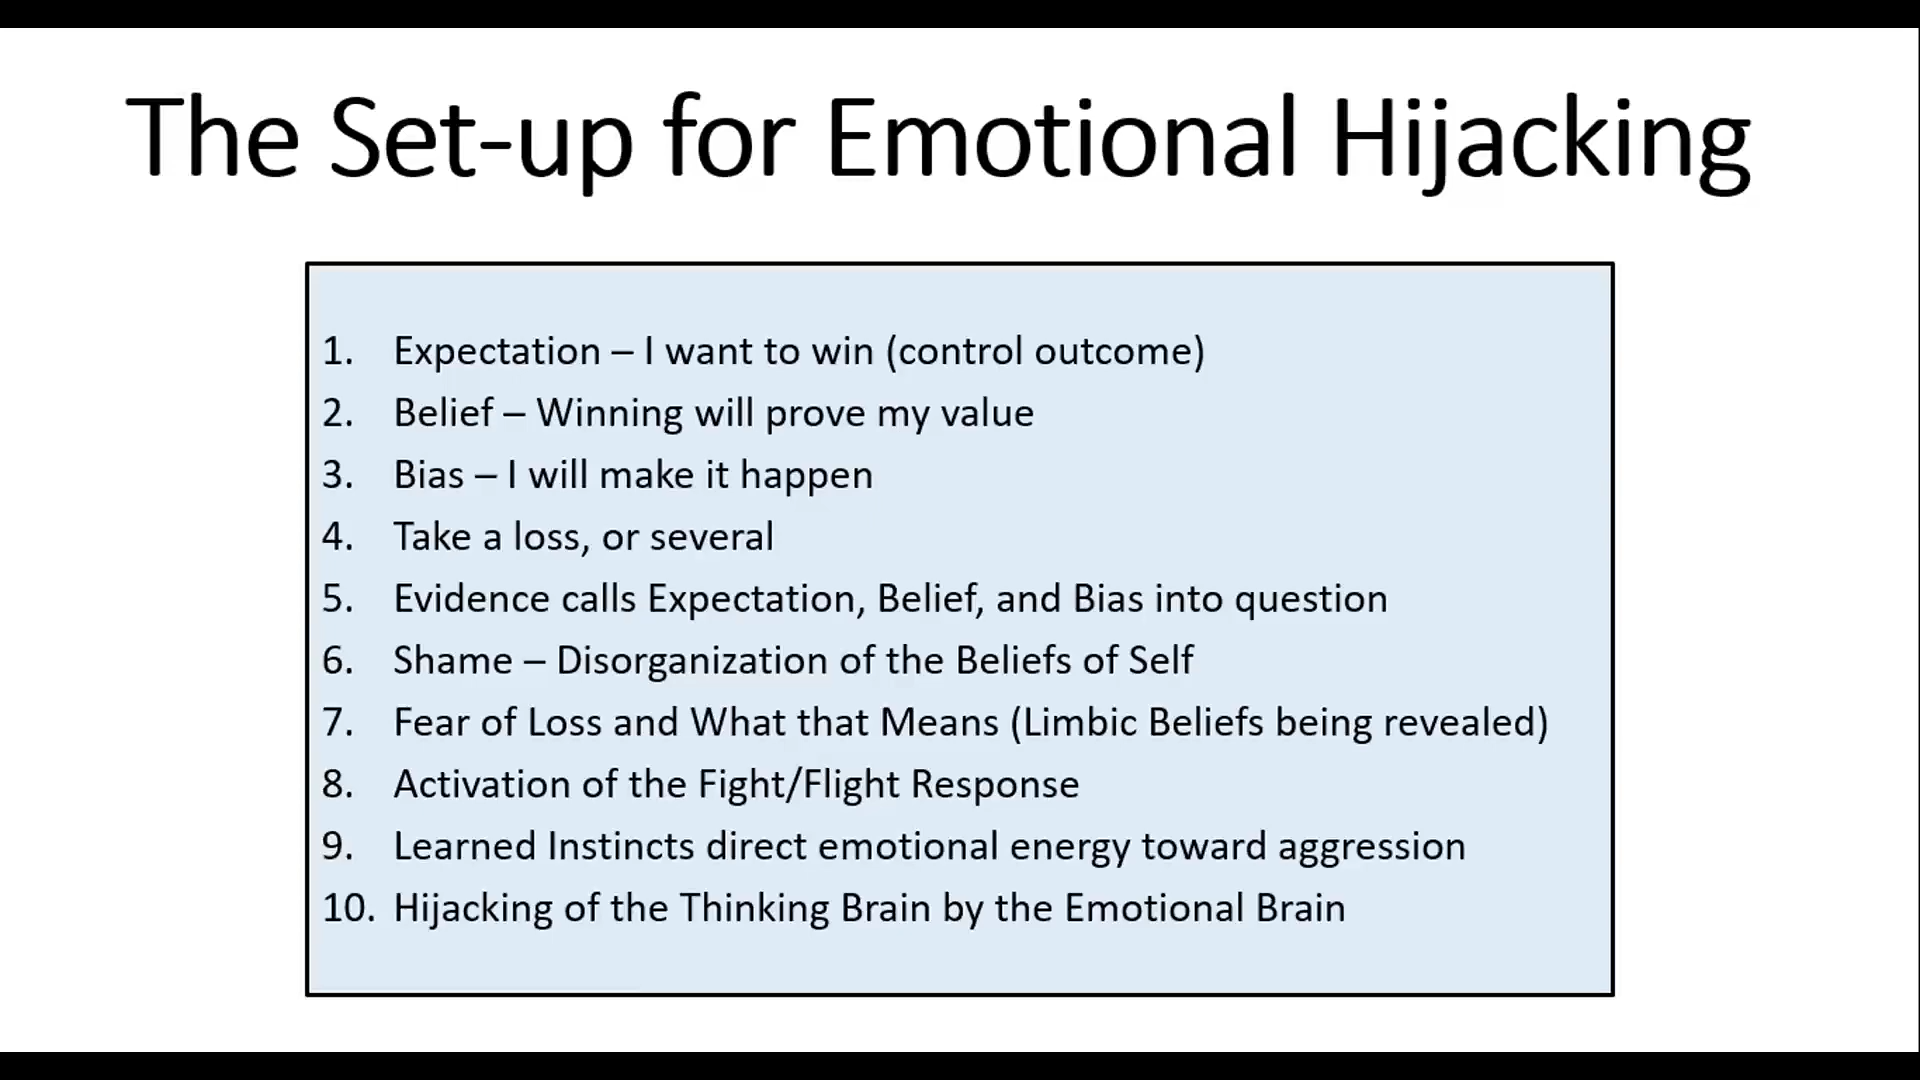 The Set-up for Emotional Hijacking
1. Expectation – I want to win (control outcome)
2. Belief – Winning will prove my value
3. Bias – I will make it happen
4. Take a loss, or several
5. Evidence calls Expectation, Belief, and Bias into question
6. Shame – Disorganization of the Beliefs of Self
7. Fear of Loss and What that Means (Limbic Beliefs being revealed)
8. Activation of the Fight/Flight Response
9. Learned Instincts direct emotional energy toward aggression
10. Hijacking of the Thinking Brain by the Emotional Brain